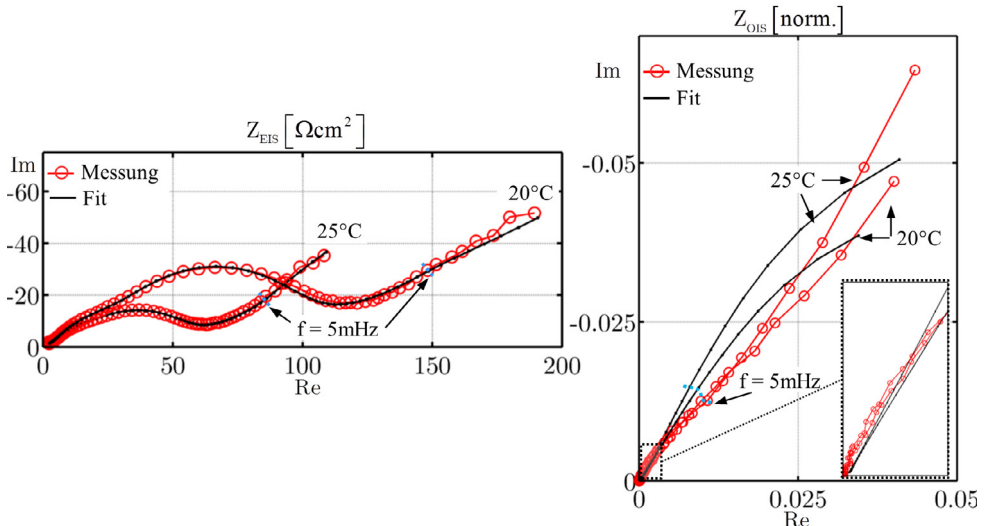 Z_EIS [Ωcm²]
Im
-60
-40
-20
0
Messung
Fit
25°C
20°C
f = 5mHz
0
50
100
150
200
Re
Z_OIS [norm.]
Im
-0.05
-0.025
0
Messung
Fit
25°C
20°C
f = 5mHz
0
0.025
0.05
Re